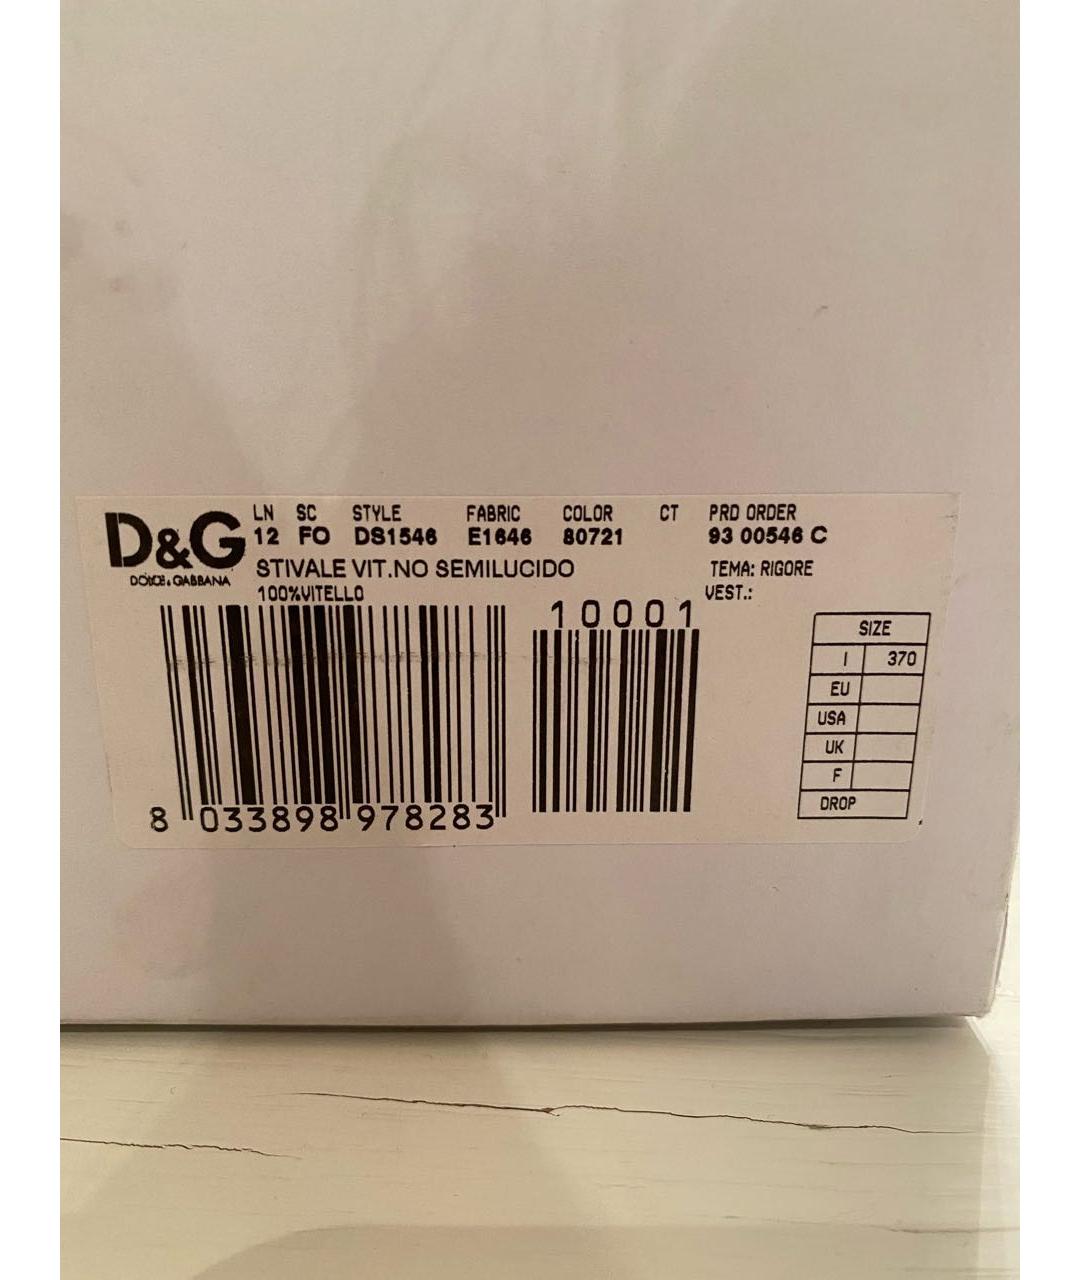 D&G
DOLCE & GABBANA
LN SC STYLE FABRIC COLOR CT PRD ORDER
12 FO DS1546 E1646 80721 93 00546 C
STIVALE VIT.NO SEMILUCIDO TEMA: RIGORE
100%VITELLO VEST.:
10001
8 033898 978283
SIZE
I 370
EU
USA
UK
F
DROP